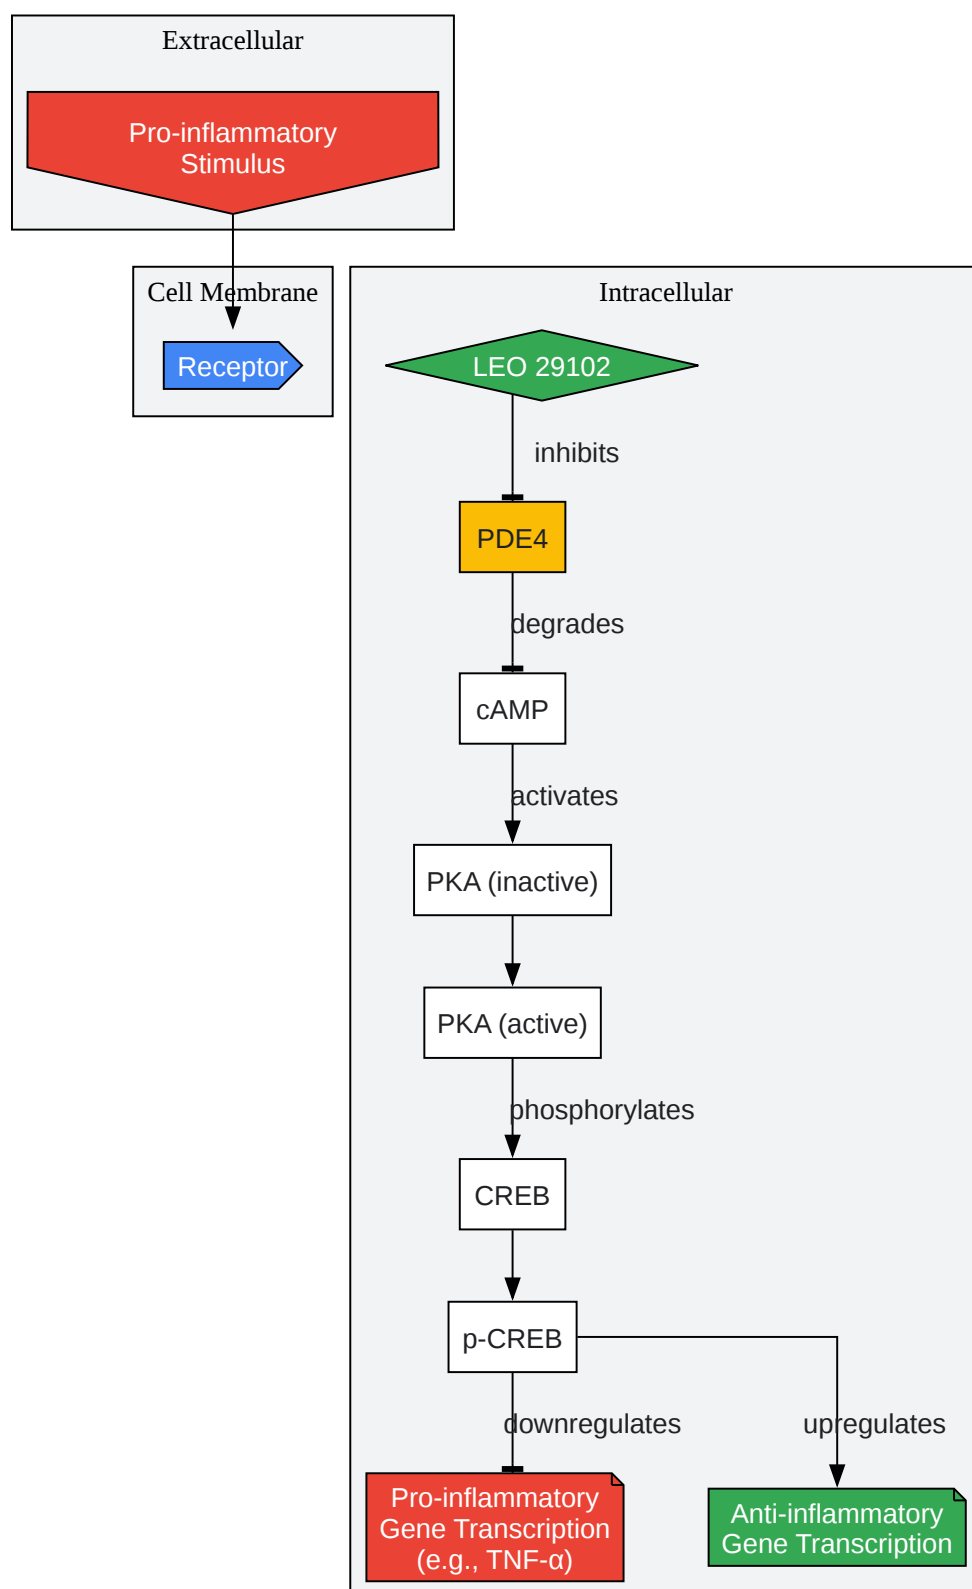 Extracellular
Pro-inflammatory
Stimulus
Cell Membrane
Receptor
Intracellular
LEO 29102
inhibits
PDE4
degrades
cAMP
activates
PKA (inactive)
PKA (active)
phosphorylates
CREB
p-CREB
downregulates
upregulates
Pro-inflammatory
Gene Transcription
(e.g., TNF-α)
Anti-inflammatory
Gene Transcription